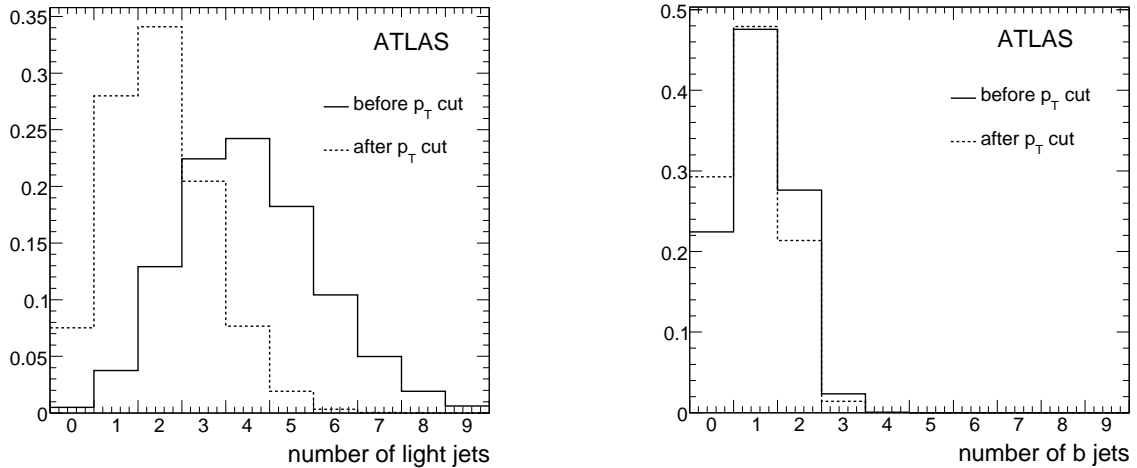 ATLAS
before p_T cut
after p_T cut
0.35
0.3
0.25
0.2
0.15
0.1
0.05
0
0 1 2 3 4 5 6 7 8 9
number of light jets
ATLAS
before p_T cut
after p_T cut
0.5
0.4
0.3
0.2
0.1
0
0 1 2 3 4 5 6 7 8 9
number of b jets